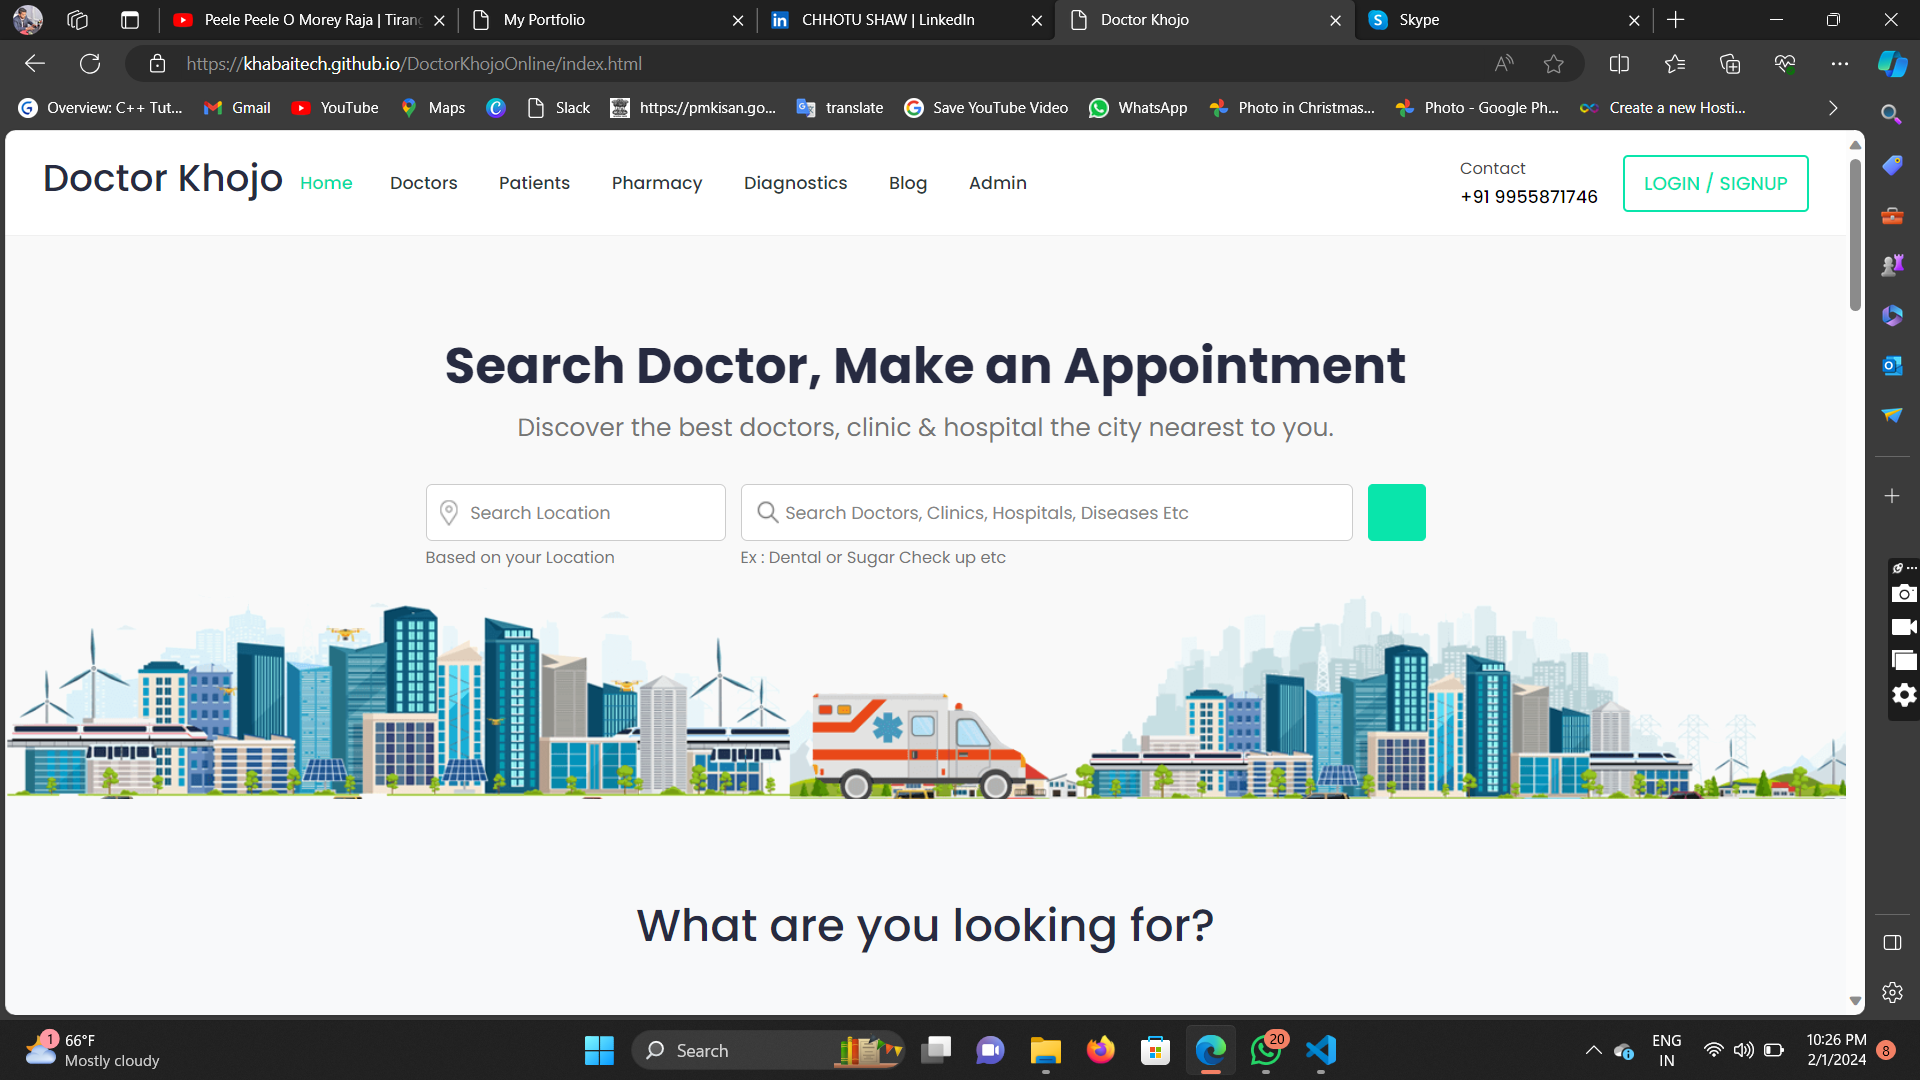 Peele Peele O Morey Raja | Tirang
My Portfolio
CHHOTU SHAW | LinkedIn
Doctor Khojo
Skype
https://khabaitech.github.io/DoctorKhojoOnline/index.html
Overview: C++ Tut...
Gmail
YouTube
Maps
Slack
https://pmkisan.go...
translate
Save YouTube Video
WhatsApp
Photo in Christmas...
Photo - Google Ph...
Create a new Hosti...
Doctor Khojo
Home
Doctors
Patients
Pharmacy
Diagnostics
Blog
Admin
Contact
+91 9955871746
LOGIN / SIGNUP
Search Doctor, Make an Appointment
Discover the best doctors, clinic & hospital the city nearest to you.
Search Location
Search Doctors, Clinics, Hospitals, Diseases Etc
Based on your Location
Ex : Dental or Sugar Check up etc
What are you looking for?
1
66°F
Mostly cloudy
Search
20
ENG
IN
10:26 PM
2/1/2024
8